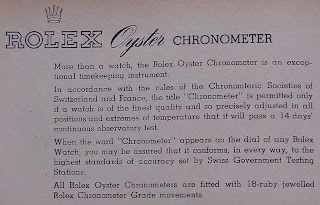 ROLEX Oyster CHRONOMETER
More than a watch, the Rolex Oyster Chronometer is an excep-
tional timekeeping instrument.
In accordance with the rules of the Chronometric Societies of
Switzerland and France, the title "Chronometer" is permitted only
if a watch is of the finest quality and so precisely adjusted in all
positions and extremes of temperature that it will pass a 14 days'
continuous observatory test.
When the word "Chronometer" appears on the dial of any Rolex
Watch, you may be assured that it conforms, in every way, to the
highest standards of accuracy set by Swiss Government Testing
Stations.
All Rolex Oyster Chronometers are fitted with 18-ruby jewelled
Rolex Chronometer Grade movements.